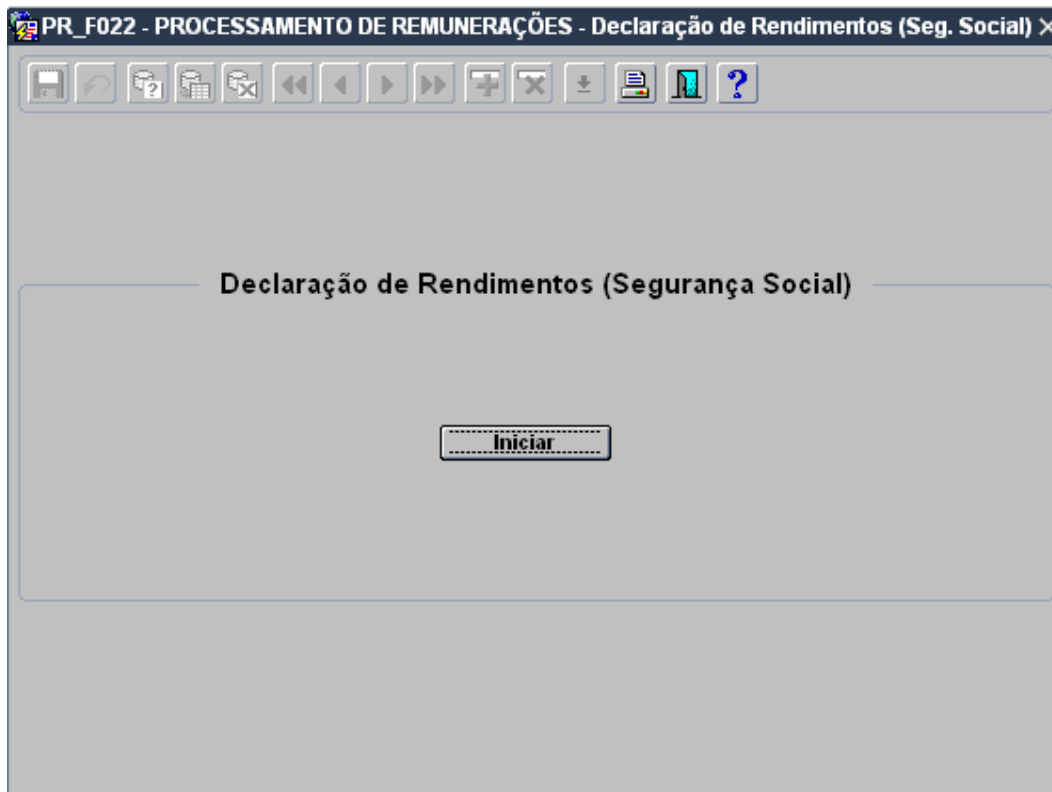 PR_F022 - PROCESSAMENTO DE REMUNERAÇÕES - Declaração de Rendimentos (Seg. Social)
Declaração de Rendimentos (Segurança Social)
Iniciar